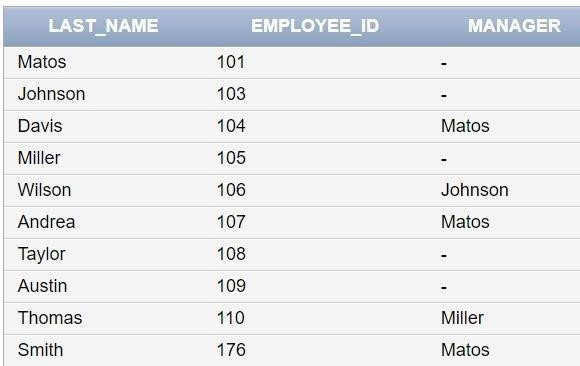 LAST_NAME EMPLOYEE_ID MANAGER
Matos 101 -
Johnson 103 -
Davis 104 Matos
Miller 105 -
Wilson 106 Johnson
Andrea 107 Matos
Taylor 108 -
Austin 109 -
Thomas 110 Miller
Smith 176 Matos